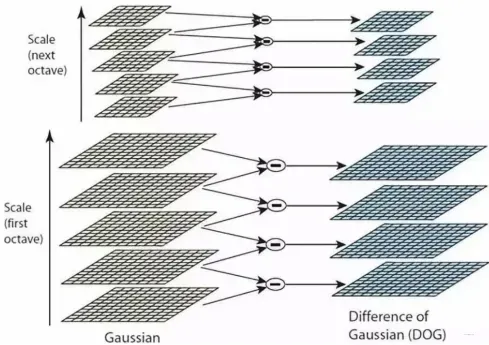 Scale
(next
octave)
Scale
(first
octave)
Gaussian
Difference of
Gaussian (DOG)